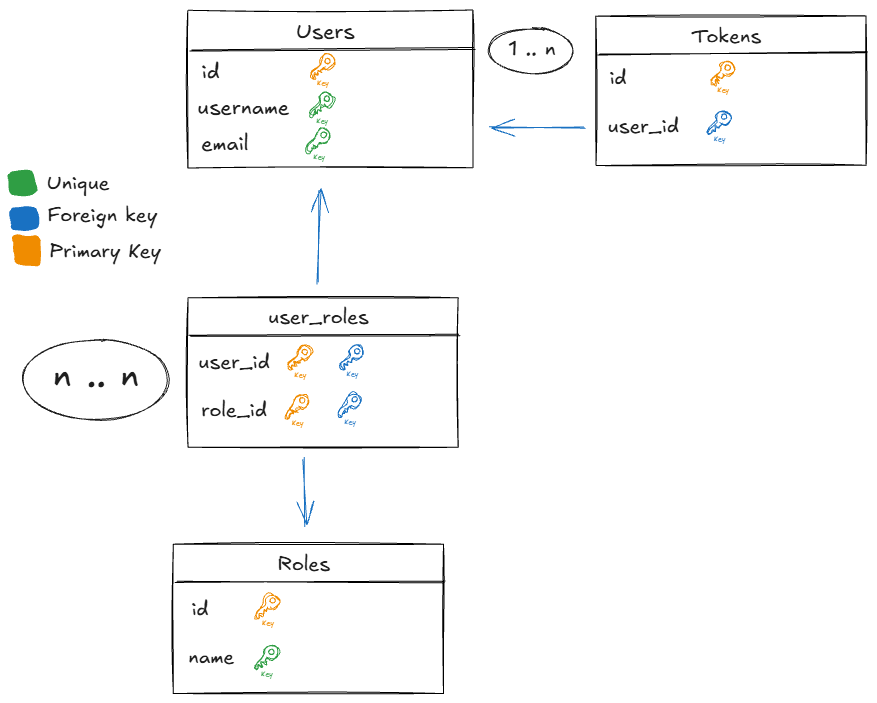 Users
id
Key
username
Key
email
Key
1 .. n
Tokens
id
Key
user_id
Key
Unique
Foreign key
Primary Key
user_roles
user_id
Key
Key
role_id
Key
Key
n .. n
Roles
id
Key
name
Key